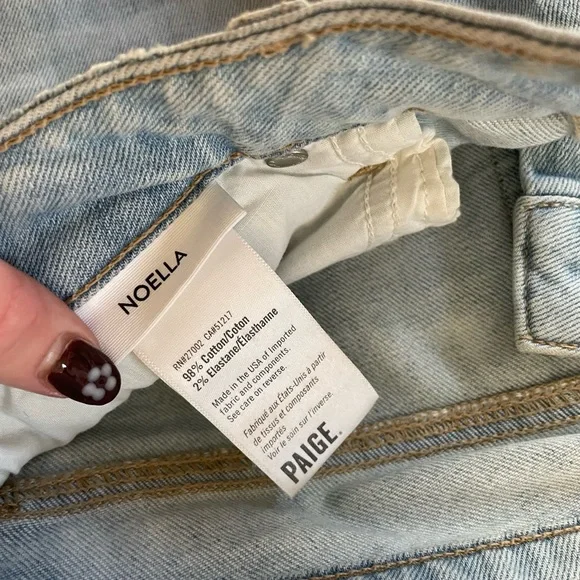 NOELLA
RN#27002 CA#51217
98% Cotton/Coton
2% Elastane/Élasthanne
Made in the USA of imported
fabric and components.
See care on reverse.
Fabriqué aux États-Unis à partir
de tissus et composants
importés
Voir le soin sur l'inverse.
PAIGE.